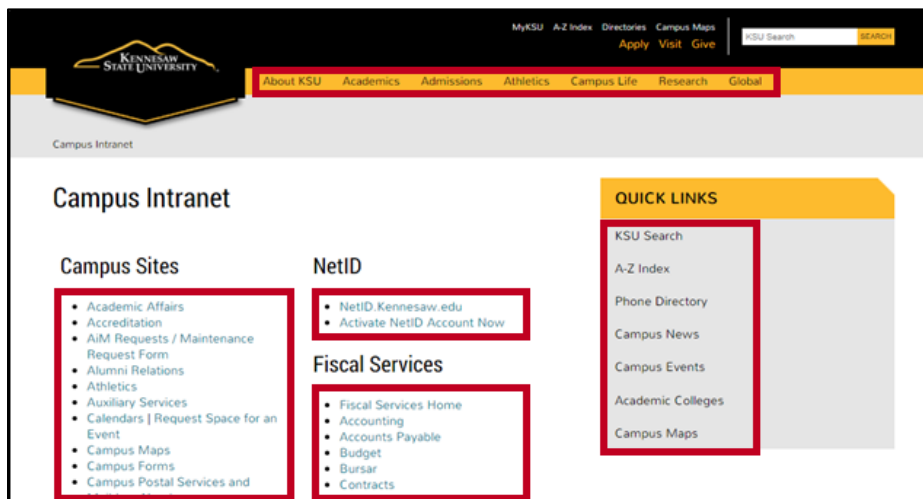 MyKSU A-Z Index Directories Campus Maps
Apply Visit Give
KSU Search SEARCH
KENNESAW
STATE UNIVERSITY
About KSU Academics Admissions Athletics Campus Life Research Global
Campus Intranet
Campus Intranet
Campus Sites
• Academic Affairs
• Accreditation
• AiM Requests / Maintenance
Request Form
• Alumni Relations
• Athletics
• Auxiliary Services
• Calendars | Request Space for an
Event
• Campus Maps
• Campus Forms
• Campus Postal Services and
NetID
• NetID.Kennesaw.edu
• Activate NetID Account Now
Fiscal Services
• Fiscal Services Home
• Accounting
• Accounts Payable
• Budget
• Bursar
• Contracts
QUICK LINKS
KSU Search
A-Z Index
Phone Directory
Campus News
Campus Events
Academic Colleges
Campus Maps